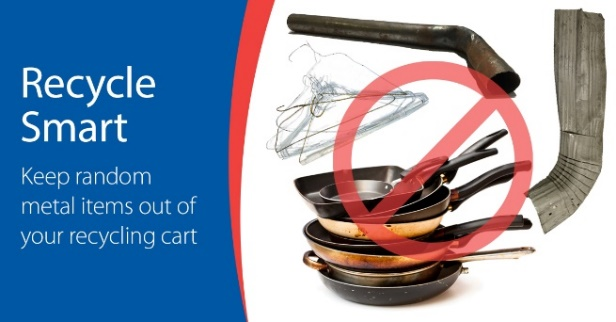 Recycle
Smart
Keep random
metal items out of
your recycling cart